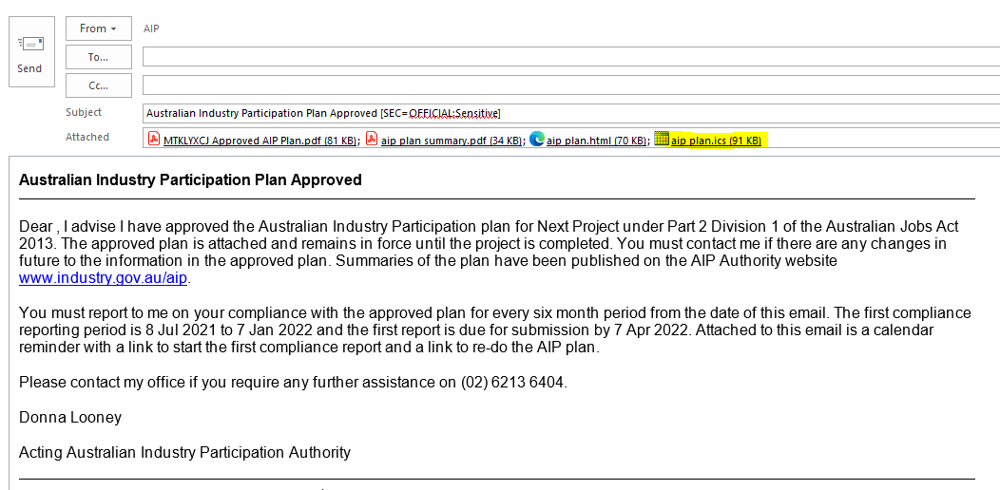 From
AIP
Send
To...
Cc...
Subject
Australian Industry Participation Plan Approved [SEC=OFFICIAL:Sensitive]
Attached
MTKLYXCJ Approved AIP Plan.pdf (81 KB); aip plan summary.pdf (34 KB); aip plan.html (70 KB); aip plan.ics (91 KB)
Australian Industry Participation Plan Approved
Dear , I advise I have approved the Australian Industry Participation plan for Next Project under Part 2 Division 1 of the Australian Jobs Act
2013. The approved plan is attached and remains in force until the project is completed. You must contact me if there are any changes in
future to the information in the approved plan. Summaries of the plan have been published on the AIP Authority website
www.industry.gov.au/aip.
You must report to me on your compliance with the approved plan for every six month period from the date of this email. The first compliance
reporting period is 8 Jul 2021 to 7 Jan 2022 and the first report is due for submission by 7 Apr 2022. Attached to this email is a calendar
reminder with a link to start the first compliance report and a link to re-do the AIP plan.
Please contact my office if you require any further assistance on (02) 6213 6404.
Donna Looney
Acting Australian Industry Participation Authority